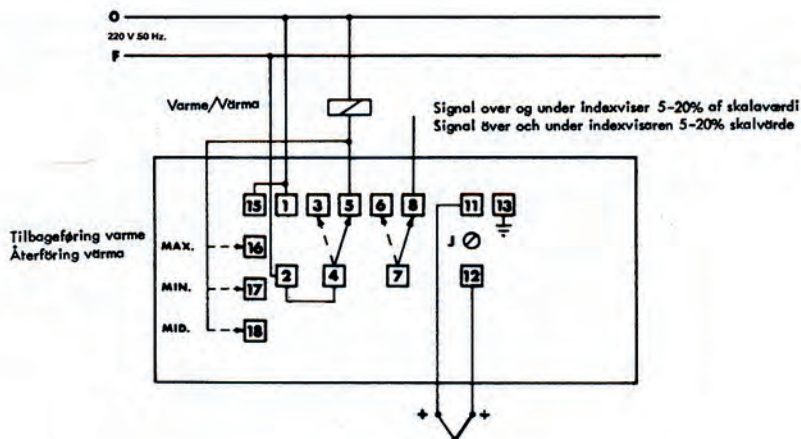 O
220 V 50 Hz.
F
Varme/Värma
Signal over og under indexviser 5-20% af skalaværdi
Signal över och under indexvisaren 5-20% skalvärde
15 1 3 5 6 8 11 13
Tilbageføring varme
Återföring värma
MAX. 16
J
2 4 7 12
MIN. 17
MID. 18
+ ÷